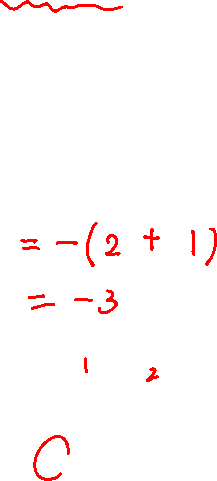 = -(2 + 1)
= -3
1 2
C